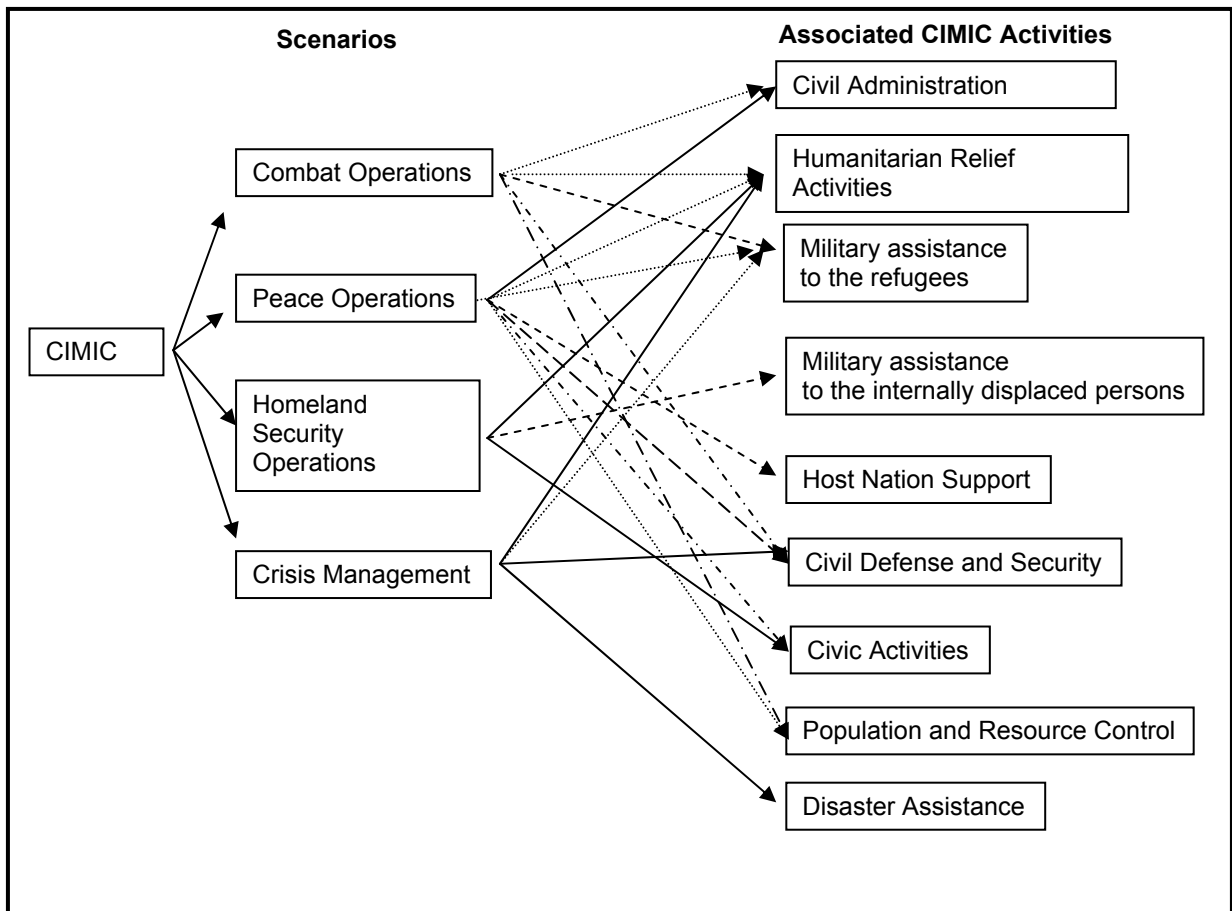 Scenarios
Associated CIMIC Activities
CIMIC
Combat Operations
Peace Operations
Homeland
Security
Operations
Crisis Management
Civil Administration
Humanitarian Relief
Activities
Military assistance
to the refugees
Military assistance
to the internally displaced persons
Host Nation Support
Civil Defense and Security
Civic Activities
Population and Resource Control
Disaster Assistance